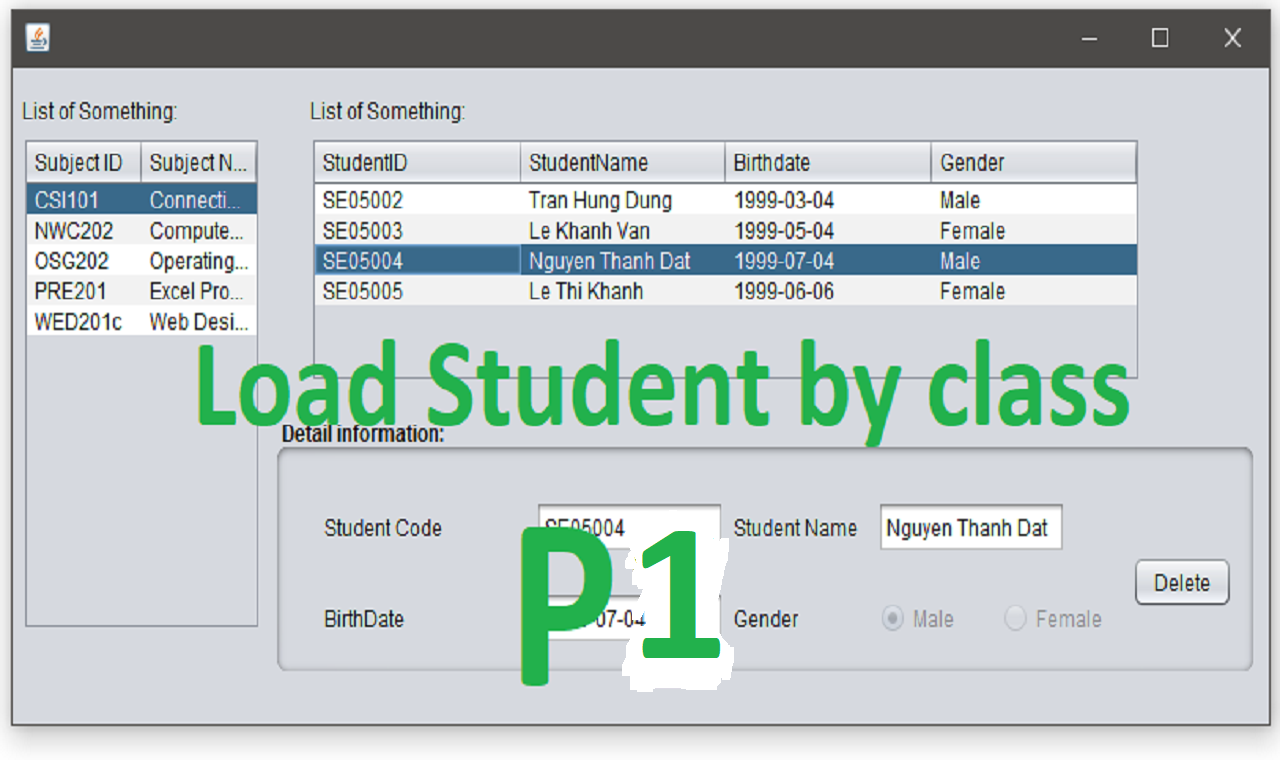 List of Something:
List of Something:
Subject ID Subject N...
CSI101 Connecti...
NWC202 Compute...
OSG202 Operating...
PRE201 Excel Pro...
WED201c Web Desi...
StudentID StudentName Birthdate Gender
SE05002 Tran Hung Dung 1999-03-04 Male
SE05003 Le Khanh Van 1999-05-04 Female
SE05004 Nguyen Thanh Dat 1999-07-04 Male
SE05005 Le Thi Khanh 1999-06-06 Female
Load Student by class
Detail information:
Student Code SE05004 Student Name Nguyen Thanh Dat
P1
Delete
BirthDate 07-04 Gender Male Female